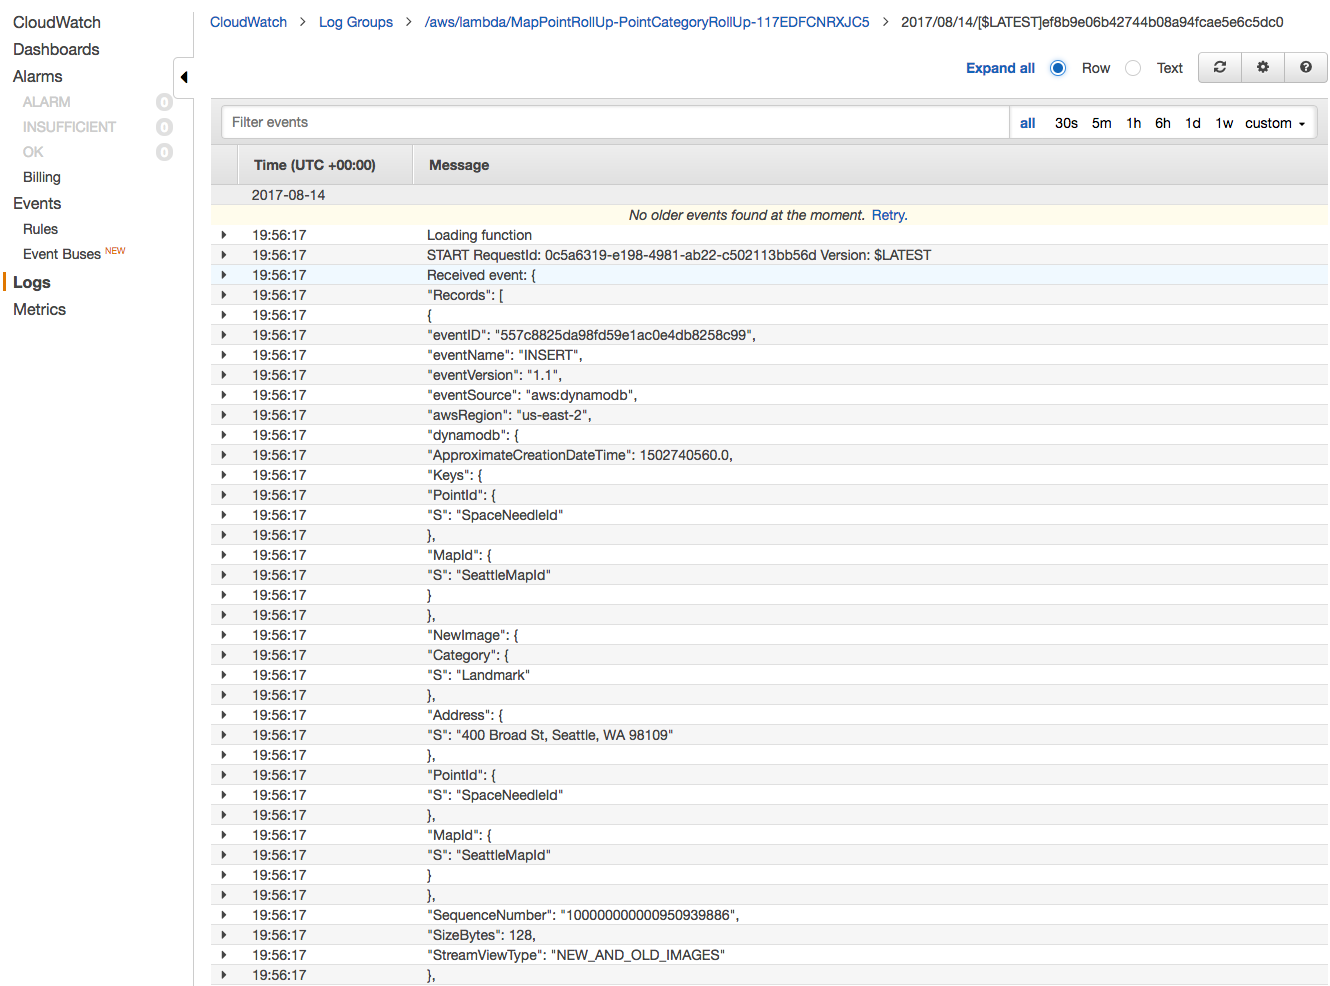 CloudWatch
Dashboards
Alarms
ALARM 0
INSUFFICIENT 0
OK 0
Billing
Events
Rules
Event Buses NEW
Logs
Metrics
CloudWatch > Log Groups > /aws/lambda/MapPointRollUp-PointCategoryRollUp-117EDFCNRXJC5 > 2017/08/14/[$LATEST]ef8b9e06b42744b08a94fcae5e6c5dc0
Expand all Row Text
Filter events all 30s 5m 1h 6h 1d 1w custom
Time (UTC +00:00) Message
2017-08-14
No older events found at the moment. Retry.
19:56:17 Loading function
19:56:17 START RequestId: 0c5a6319-e198-4981-ab22-c502113bb56d Version: $LATEST
19:56:17 Received event: {
19:56:17 "Records": [
19:56:17 {
19:56:17 "eventID": "557c8825da98fd59e1ac0e4db8258c99",
19:56:17 "eventName": "INSERT",
19:56:17 "eventVersion": "1.1",
19:56:17 "eventSource": "aws:dynamodb",
19:56:17 "awsRegion": "us-east-2",
19:56:17 "dynamodb": {
19:56:17 "ApproximateCreationDateTime": 1502740560.0,
19:56:17 "Keys": {
19:56:17 "PointId": {
19:56:17 "S": "SpaceNeedleId"
19:56:17 },
19:56:17 "MapId": {
19:56:17 "S": "SeattleMapId"
19:56:17 }
19:56:17 },
19:56:17 "NewImage": {
19:56:17 "Category": {
19:56:17 "S": "Landmark"
19:56:17 },
19:56:17 "Address": {
19:56:17 "S": "400 Broad St, Seattle, WA 98109"
19:56:17 },
19:56:17 "PointId": {
19:56:17 "S": "SpaceNeedleId"
19:56:17 },
19:56:17 "MapId": {
19:56:17 "S": "SeattleMapId"
19:56:17 }
19:56:17 },
19:56:17 "SequenceNumber": "100000000000950939886",
19:56:17 "SizeBytes": 128,
19:56:17 "StreamViewType": "NEW_AND_OLD_IMAGES"
19:56:17 },